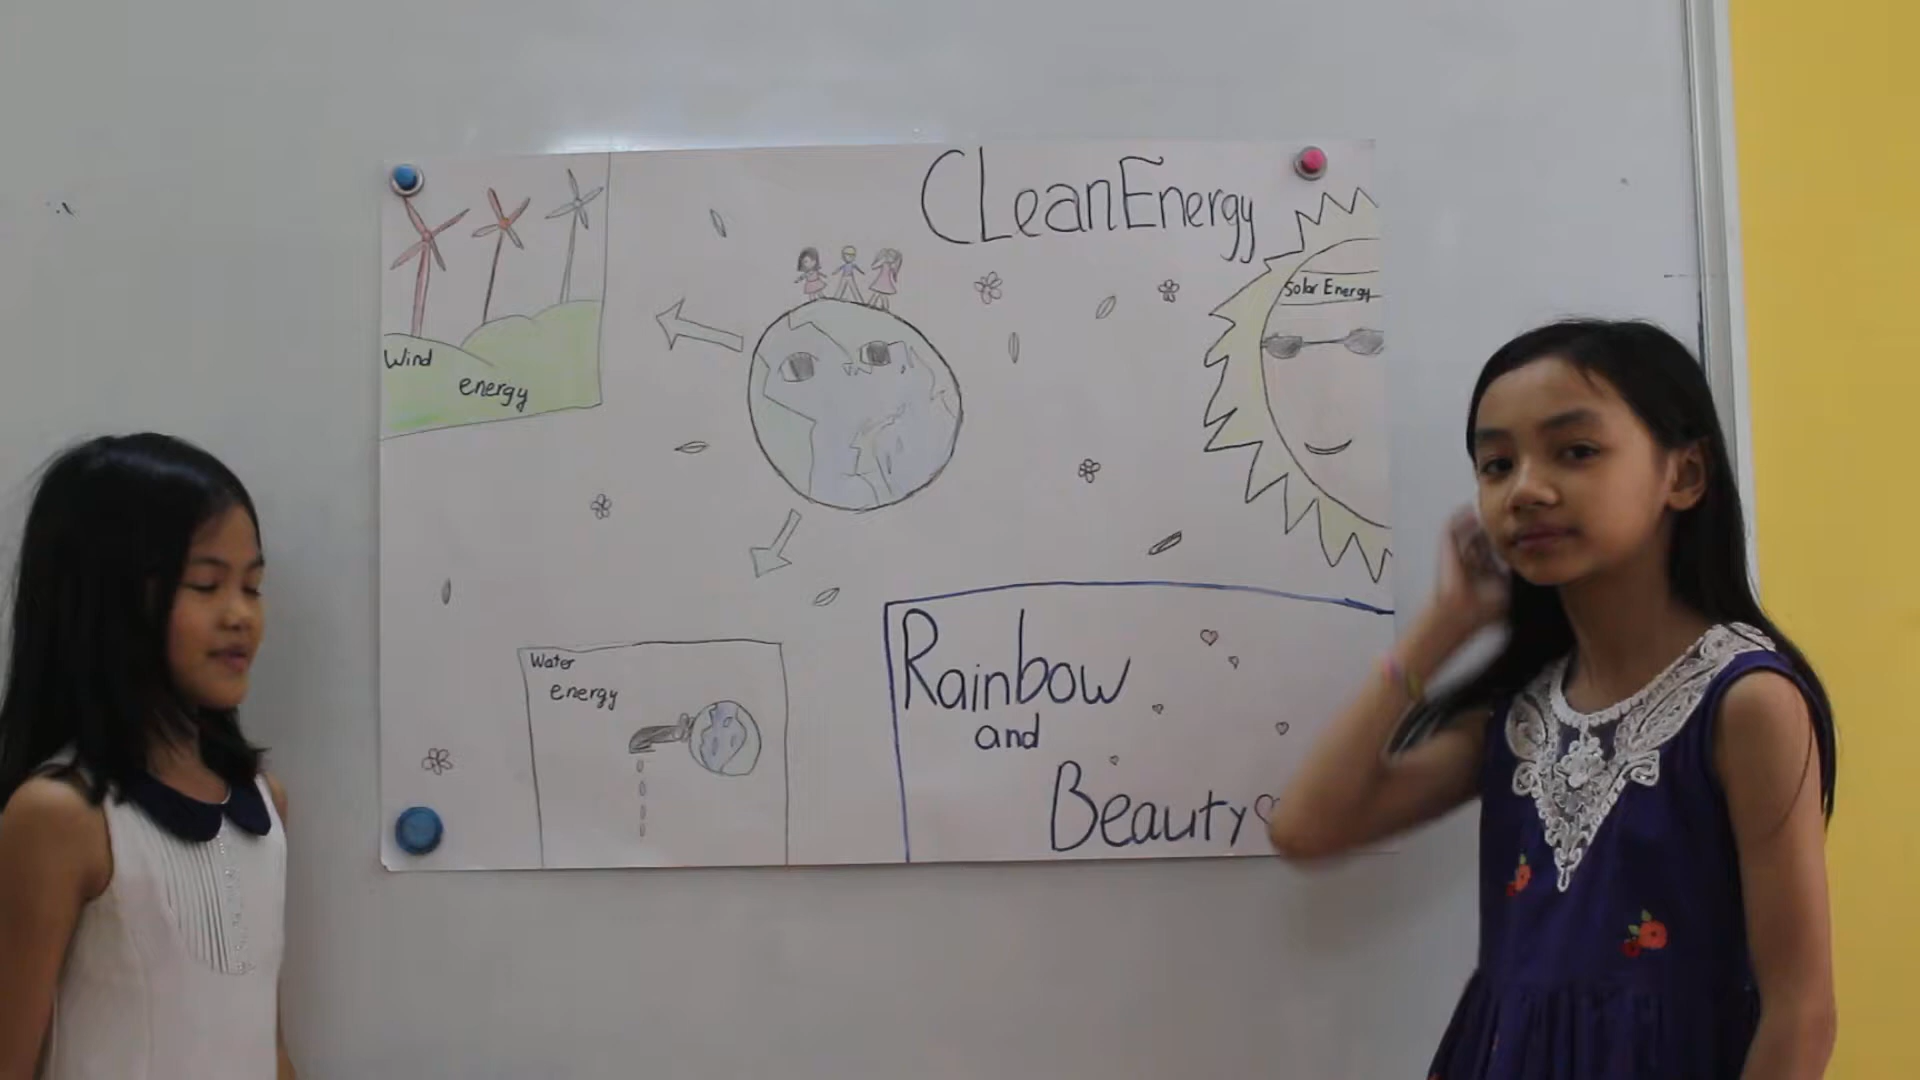 CLeanEnergy
Solar Energy
Wind
energy
Water
energy
Rainbow
and
Beauty